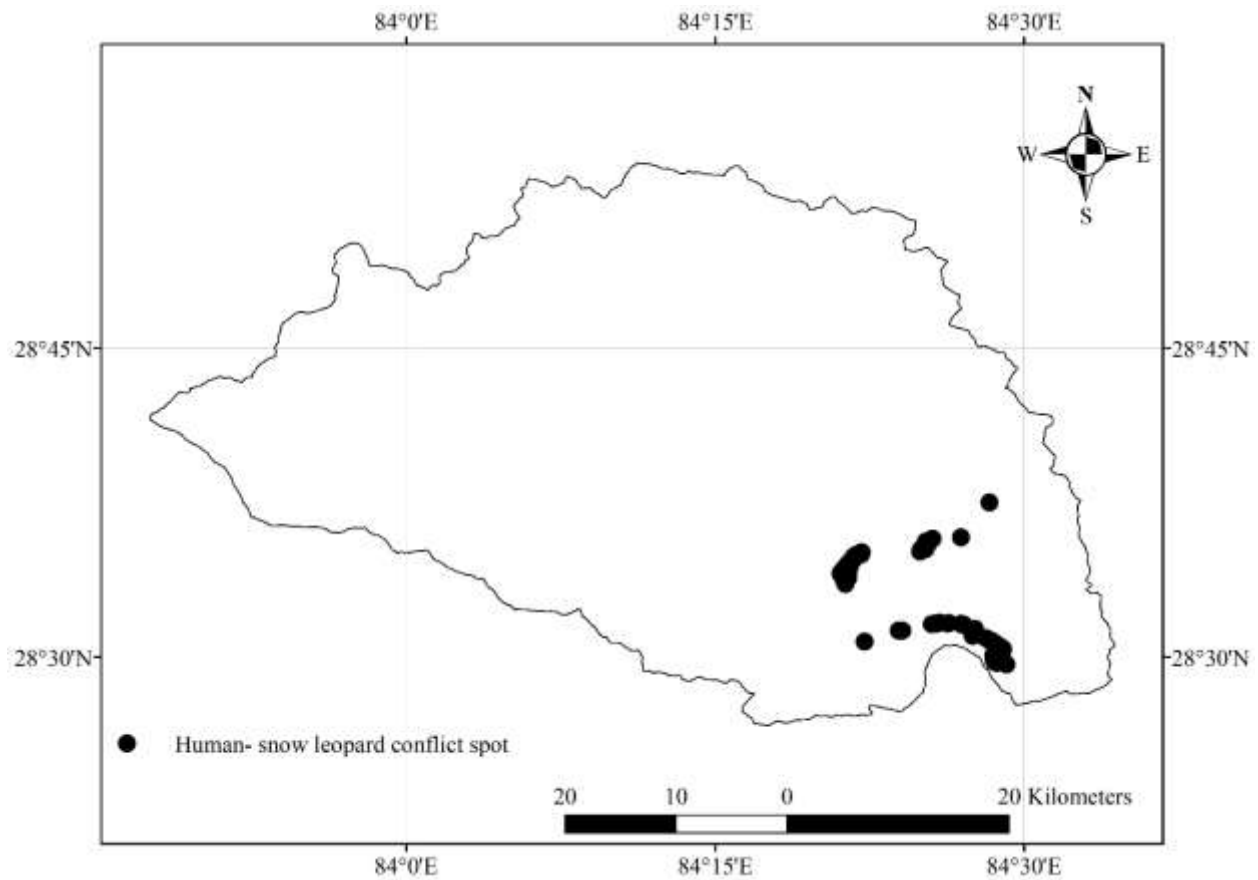 84°0'E 84°15'E 84°30'E
N
W E
S
28°45'N 28°45'N
28°30'N 28°30'N
Human- snow leopard conflict spot
20 10 0 20 Kilometers
84°0'E 84°15'E 84°30'E